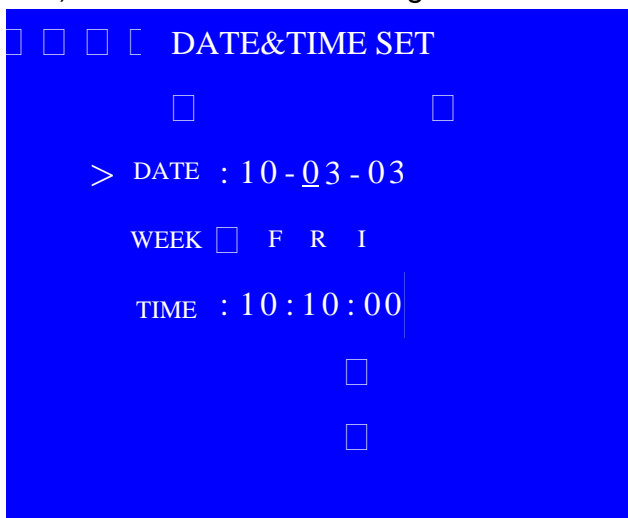 DATE&TIME SET
> DATE : 10-03-03
WEEK F R I
TIME : 10:10:00